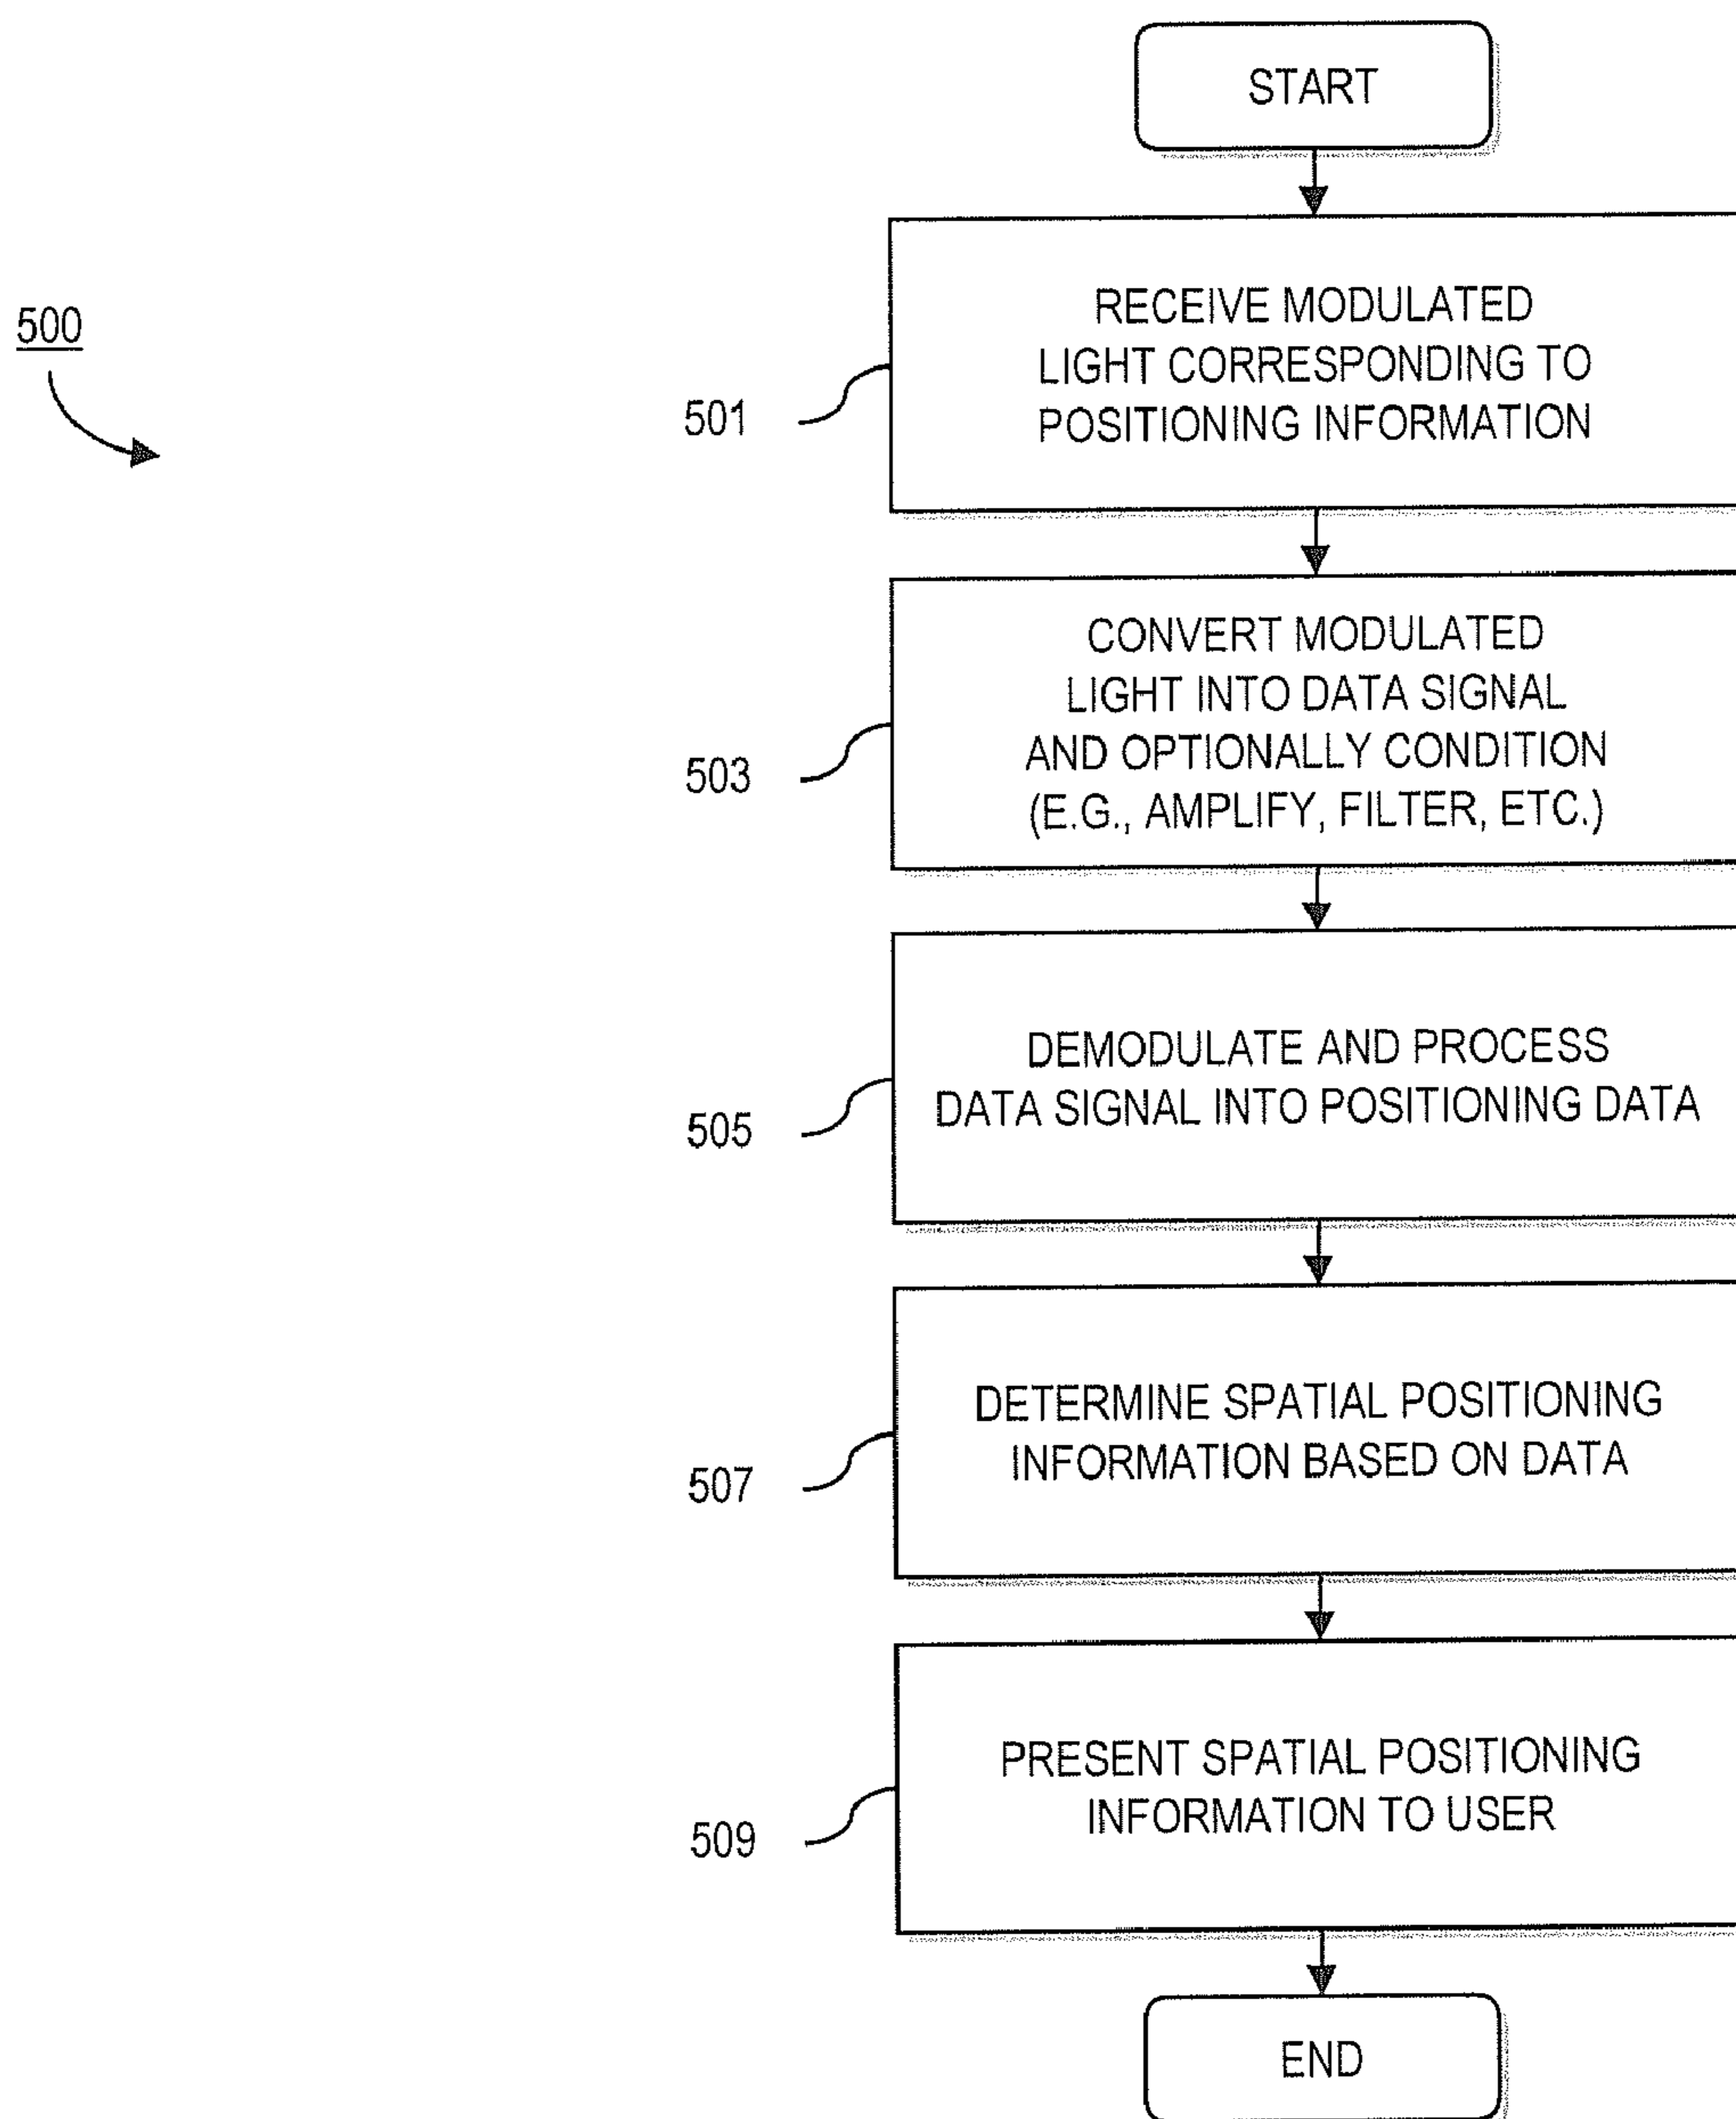 START
500
RECEIVE MODULATED
LIGHT CORRESPONDING TO
POSITIONING INFORMATION
501
CONVERT MODULATED
LIGHT INTO DATA SIGNAL
AND OPTIONALLY CONDITION
(E.G., AMPLIFY, FILTER, ETC.)
503
DEMODULATE AND PROCESS
DATA SIGNAL INTO POSITIONING DATA
505
DETERMINE SPATIAL POSITIONING
INFORMATION BASED ON DATA
507
PRESENT SPATIAL POSITIONING
INFORMATION TO USER
509
END